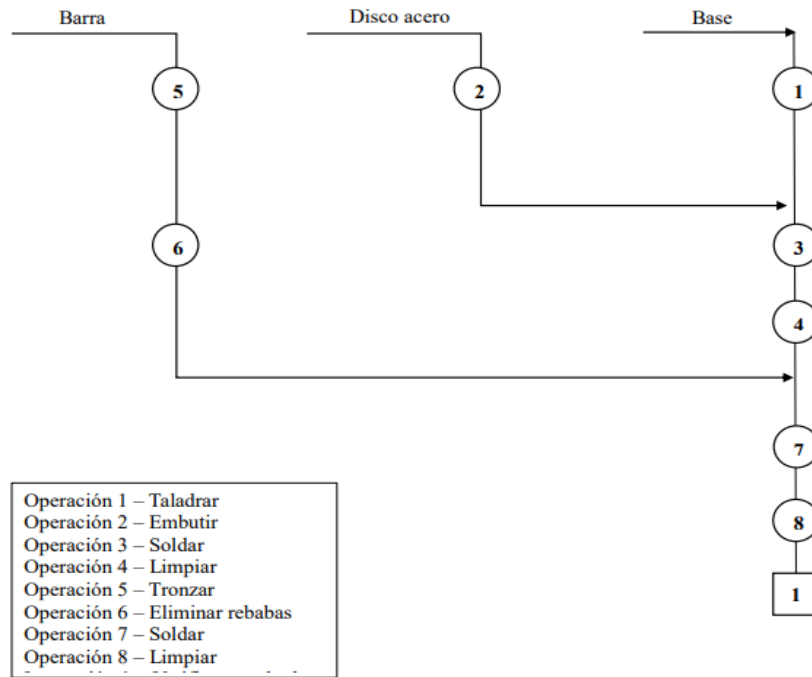 Barra
Disco acero
Base
5
2
1
6
3
4
7
8
1
Operación 1 – Taladrar
Operación 2 – Embutir
Operación 3 – Soldar
Operación 4 – Limpiar
Operación 5 – Tronzar
Operación 6 – Eliminar rebabas
Operación 7 – Soldar
Operación 8 – Limpiar